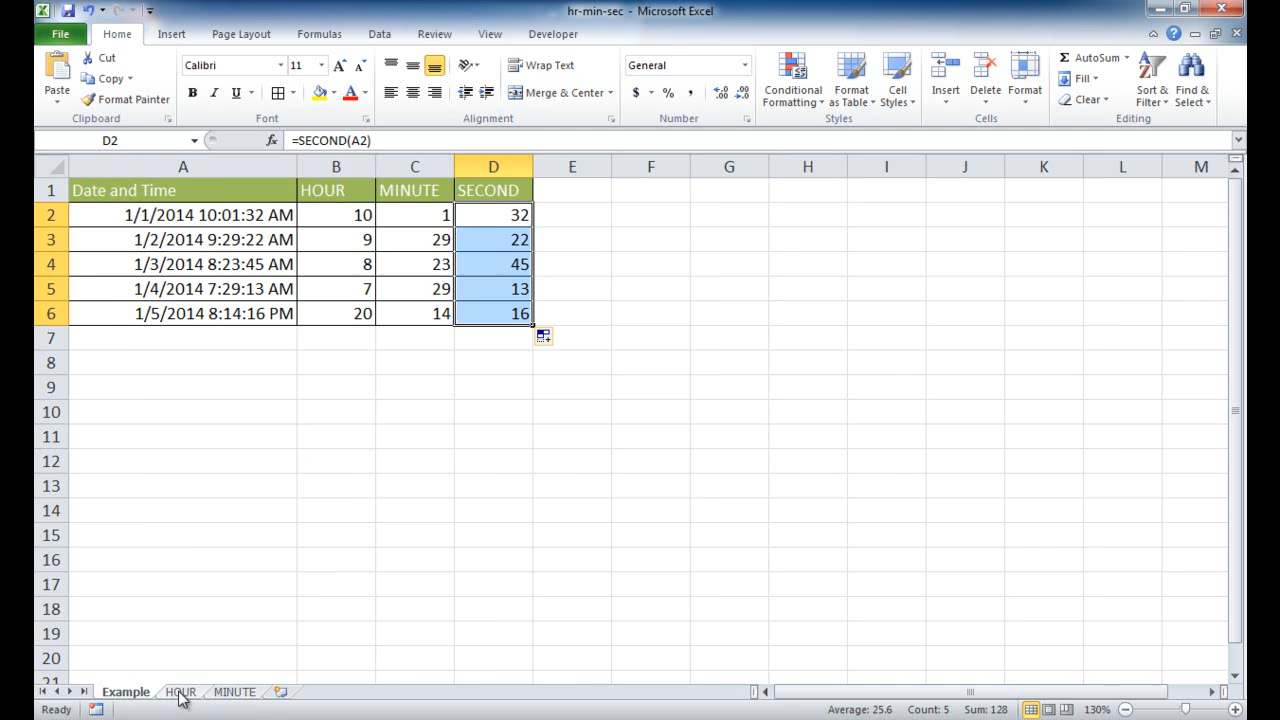 hr-min-sec - Microsoft Excel
File Home Insert Page Layout Formulas Data Review View Developer
Paste
Cut
Copy
Format Painter
Clipboard
Calibri 11
B I U
Font
Wrap Text
Merge & Center
Alignment
General
$ % ,
Number
Conditional Formatting
Format as Table
Cell Styles
Styles
Insert Delete Format
Cells
Σ AutoSum
Fill
Clear
Sort & Filter
Find & Select
Editing
D2 fx =SECOND(A2)
A B C D E F G H I J K L M
1 Date and Time HOUR MINUTE SECOND
2 1/1/2014 10:01:32 AM 10 1 32
3 1/2/2014 9:29:22 AM 9 29 22
4 1/3/2014 8:23:45 AM 8 23 45
5 1/4/2014 7:29:13 AM 7 29 13
6 1/5/2014 8:14:16 PM 20 14 16
7
8
9
10
11
12
13
14
15
16
17
18
19
20
21
Example HOUR MINUTE
Ready Average: 25.6 Count: 5 Sum: 128 130%